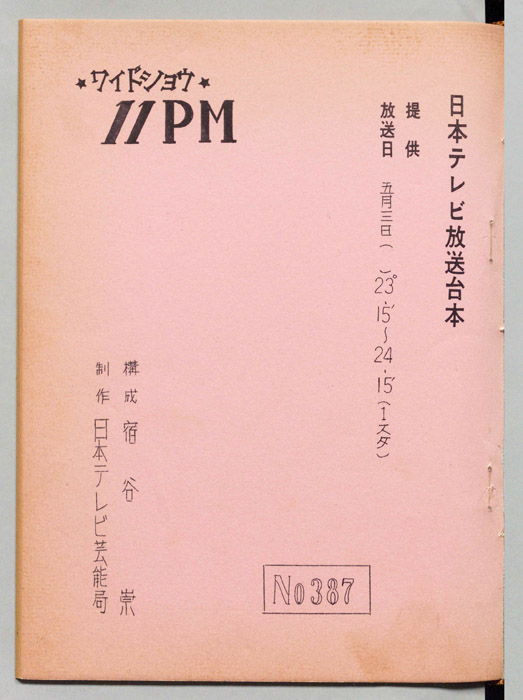 日本テレビ放送台本
提供
放送日 五月三日( )23°.15′〜24.15′(Iスタ)
★ワイドショウ★
11PM
構成 宿谷 崇
制作 日本テレビ芸能局
No387